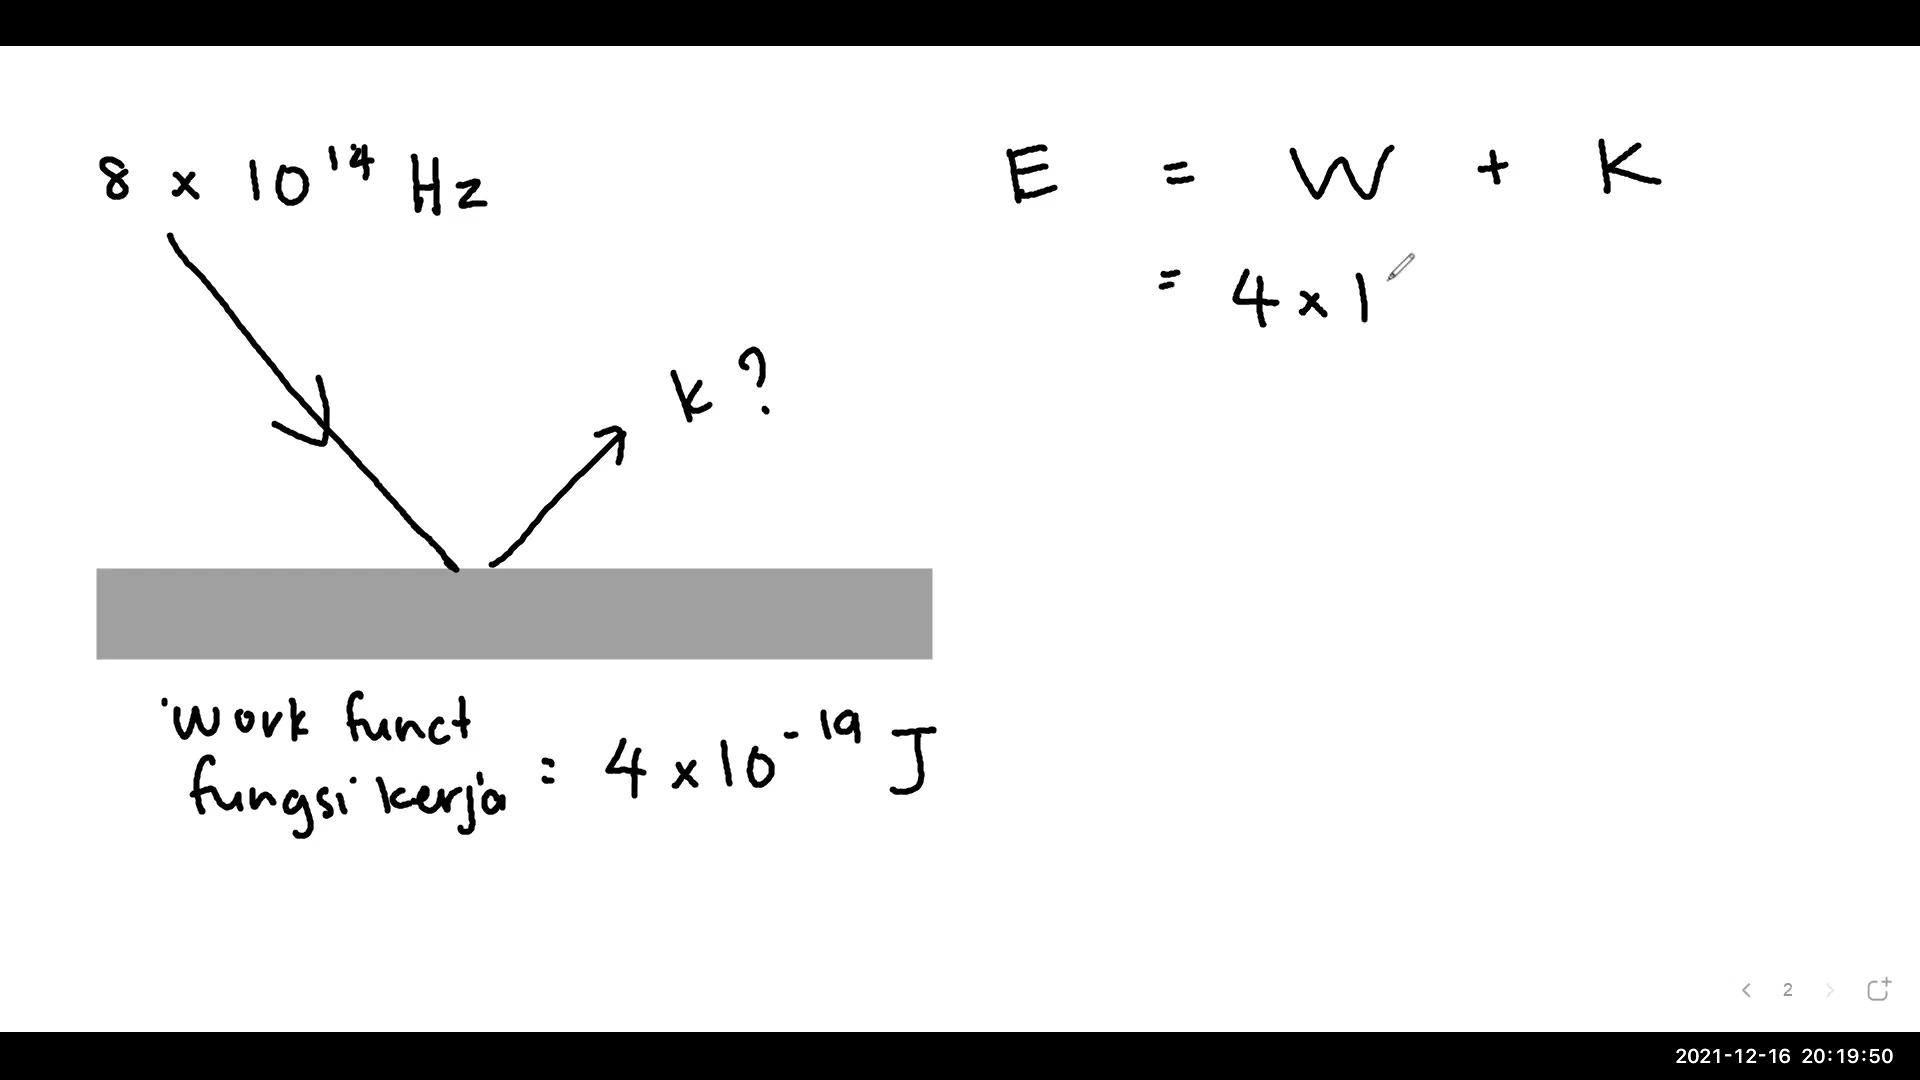 8 x 10¹⁴ Hz
k ?
work funct
fungsi kerja = 4 x 10⁻¹⁹ J
E = W + K
= 4 x 1
2
2021-12-16 20:19:50